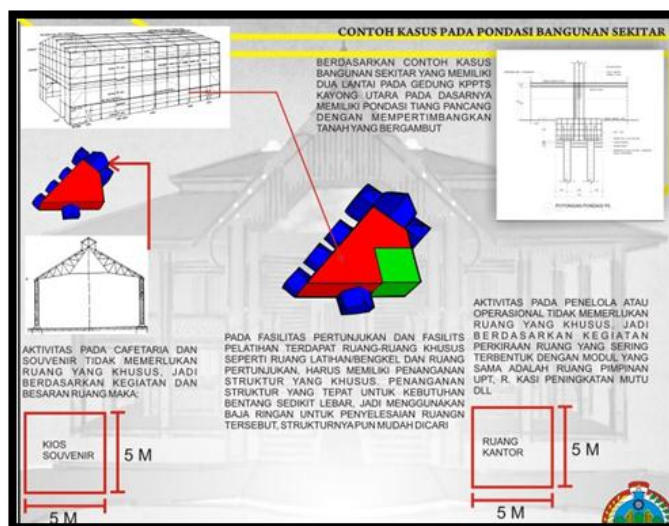 CONTOH KASUS PADA PONDASI BANGUNAN SEKITAR
BERDASARKAN CONTOH KASUS
BANGUNAN SEKITAR YANG MEMILIKI
DUA LANTAI PADA GEDUNG KPPTS
KAYONG UTARA PADA DASARNYA
MEMILIKI PONDASI TIANG PANCANG
DENGAN MEMPERTIMBANGKAN
TANAH YANG BERGAMBUT
POTONGAN PONDASI
AKTIVITAS PADA CAFETARIA DAN
SOUVENIR TIDAK MEMERLUKAN
RUANG YANG KHUSUS, JADI
BERDASARKAN KEGIATAN DAN
BESARAN RUANG MAKA:
KIOS
SOUVENIR
5 M
5 M
PADA FASILITAS PERTUNJUKAN DAN FASILITS
PELATIHAN TERDAPAT RUANG-RUANG KHUSUS
SEPERTI RUANG LATIHAN/BENGKEL DAN RUANG
PERTUNJUKAN, HARUS MEMILIKI PENANGANAN
STRUKTUR YANG KHUSUS. PENANGANAN
STRUKTUR YANG TEPAT UNTUK KEBUTUHAN
BENTANG SEDIKIT LEBAR, JADI MENGGUNAKAN
BAJA RINGAN UNTUK PENYELESAIAN RUANGN
TERSEBUT, STRUKTURNYAPUN MUDAH DICARI
AKTIVITAS PADA PENELOLA ATAU
OPERASIONAL TIDAK MEMERLUKAN
RUANG YANG KHUSUS, JADI
BERDASARKAN KEGIATAN
PERKIRAAN RUANG YANG SERING
TERBENTUK DENGAN MODUL YANG
SAMA ADALAH RUANG PIMPINAN
UPT, R. KASI PENINGKATAN MUTU
DLL
RUANG
KANTOR
5 M
5 M